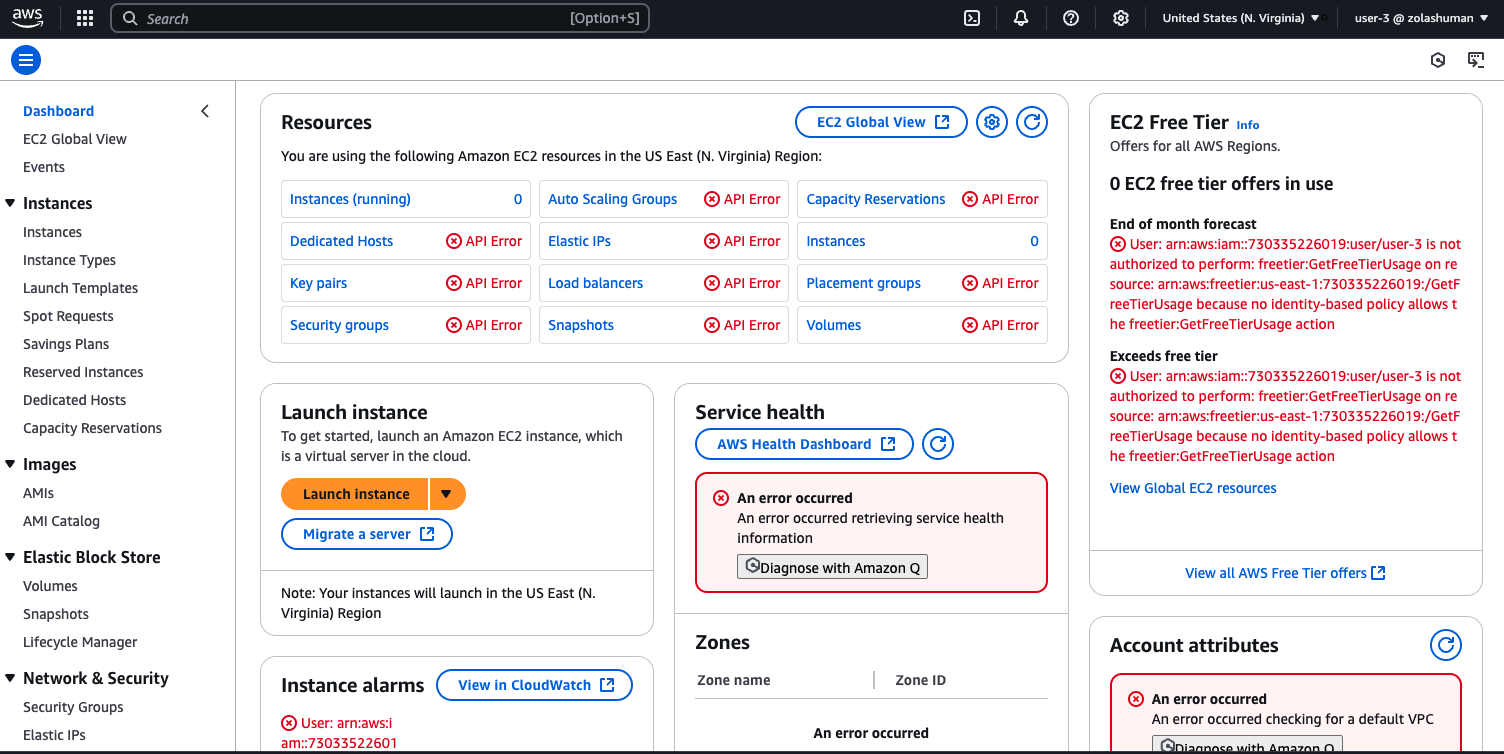 aws
Search [Option+S]
United States (N. Virginia)
user-3 @ zolashuman
Dashboard
EC2 Global View
Events
Instances
Instances
Instance Types
Launch Templates
Spot Requests
Savings Plans
Reserved Instances
Dedicated Hosts
Capacity Reservations
Images
AMIs
AMI Catalog
Elastic Block Store
Volumes
Snapshots
Lifecycle Manager
Network & Security
Security Groups
Elastic IPs
Resources
EC2 Global View
You are using the following Amazon EC2 resources in the US East (N. Virginia) Region:
Instances (running) 0 Auto Scaling Groups API Error Capacity Reservations API Error
Dedicated Hosts API Error Elastic IPs API Error Instances 0
Key pairs API Error Load balancers API Error Placement groups API Error
Security groups API Error Snapshots API Error Volumes API Error
Launch instance
To get started, launch an Amazon EC2 instance, which
is a virtual server in the cloud.
Launch instance
Migrate a server
Note: Your instances will launch in the US East (N.
Virginia) Region
Instance alarms
View in CloudWatch
User: arn:aws:i
am::73033522601
Service health
AWS Health Dashboard
An error occurred
An error occurred retrieving service health
information
Diagnose with Amazon Q
Zones
Zone name Zone ID
An error occurred
EC2 Free Tier Info
Offers for all AWS Regions.
0 EC2 free tier offers in use
End of month forecast
User: arn:aws:iam::730335226019:user/user-3 is not
authorized to perform: freetier:GetFreeTierUsage on re
source: arn:aws:freetier:us-east-1:730335226019:/GetF
reeTierUsage because no identity-based policy allows t
he freetier:GetFreeTierUsage action
Exceeds free tier
User: arn:aws:iam::730335226019:user/user-3 is not
authorized to perform: freetier:GetFreeTierUsage on re
source: arn:aws:freetier:us-east-1:730335226019:/GetF
reeTierUsage because no identity-based policy allows t
he freetier:GetFreeTierUsage action
View Global EC2 resources
View all AWS Free Tier offers
Account attributes
An error occurred
An error occurred checking for a default VPC
Diagnose with Amazon Q